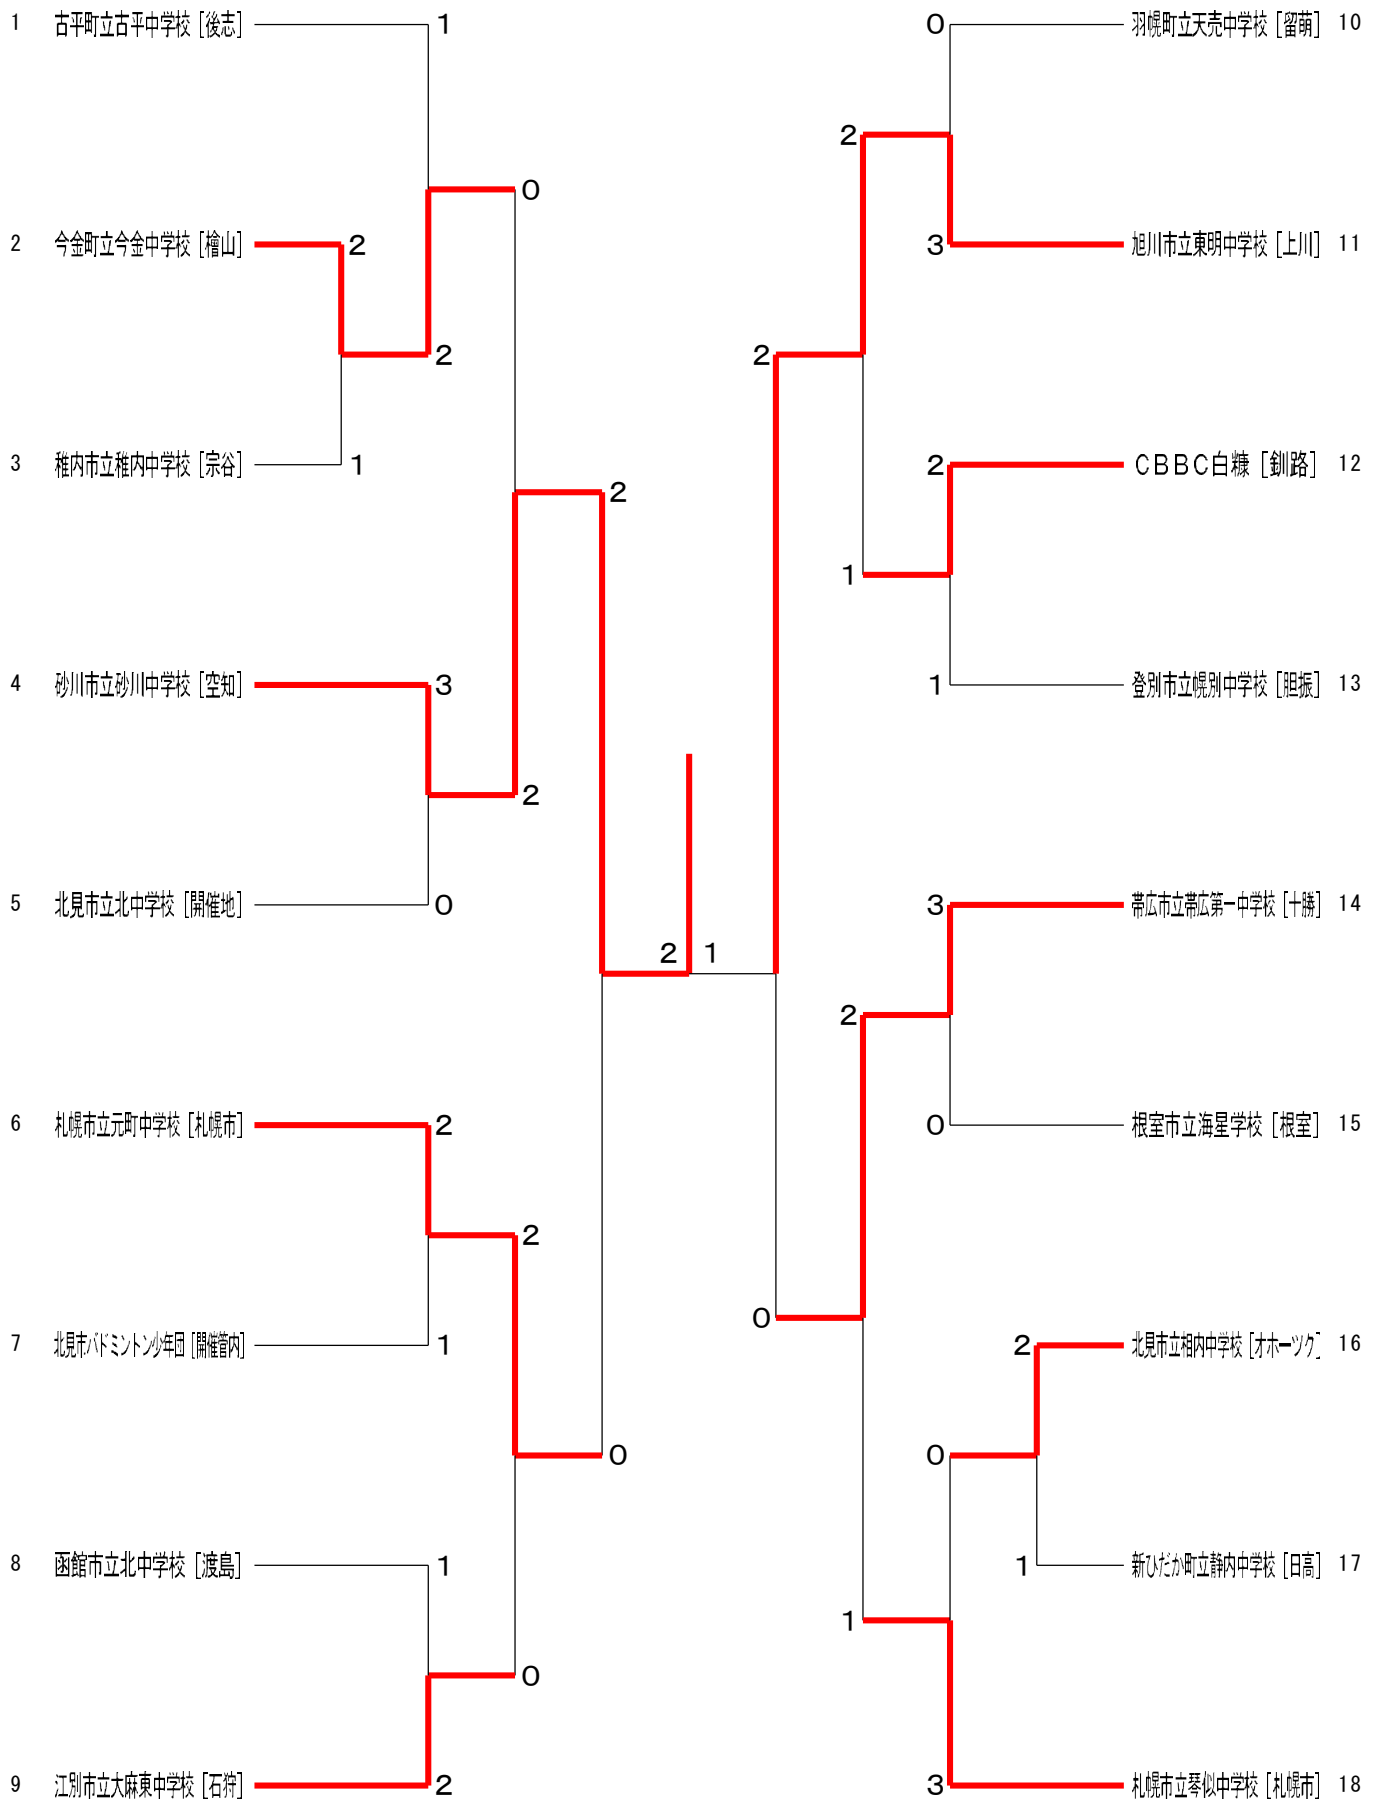 1 古平町立古平中学校 [後志] 1
0 羽幌町立天売中学校 [留萌] 10
2
0
2 今金町立今金中学校 [檜山] 2
3 旭川市立東明中学校 [上川] 11
2
2
3 稚内市立稚内中学校 [宗谷] 1
2 CBBC白糠 [釧路] 12
2
1
4 砂川市立砂川中学校 [空知] 3
1 登別市立幌別中学校 [胆振] 13
2
5 北見市立北中学校 [開催地] 0
3 帯広市立帯広第一中学校 [十勝] 14
2 1
2
6 札幌市立元町中学校 [札幌市] 2
0 根室市立海星学校 [根室] 15
2
0
7 北見市バドミントン少年団 [開催管内] 1
2 北見市立相内中学校 [オホーツク] 16
0
0
8 函館市立北中学校 [渡島] 1
1 新ひだか町立静内中学校 [日高] 17
1
0
9 江別市立大麻東中学校 [石狩] 2
3 札幌市立琴似中学校 [札幌市] 18